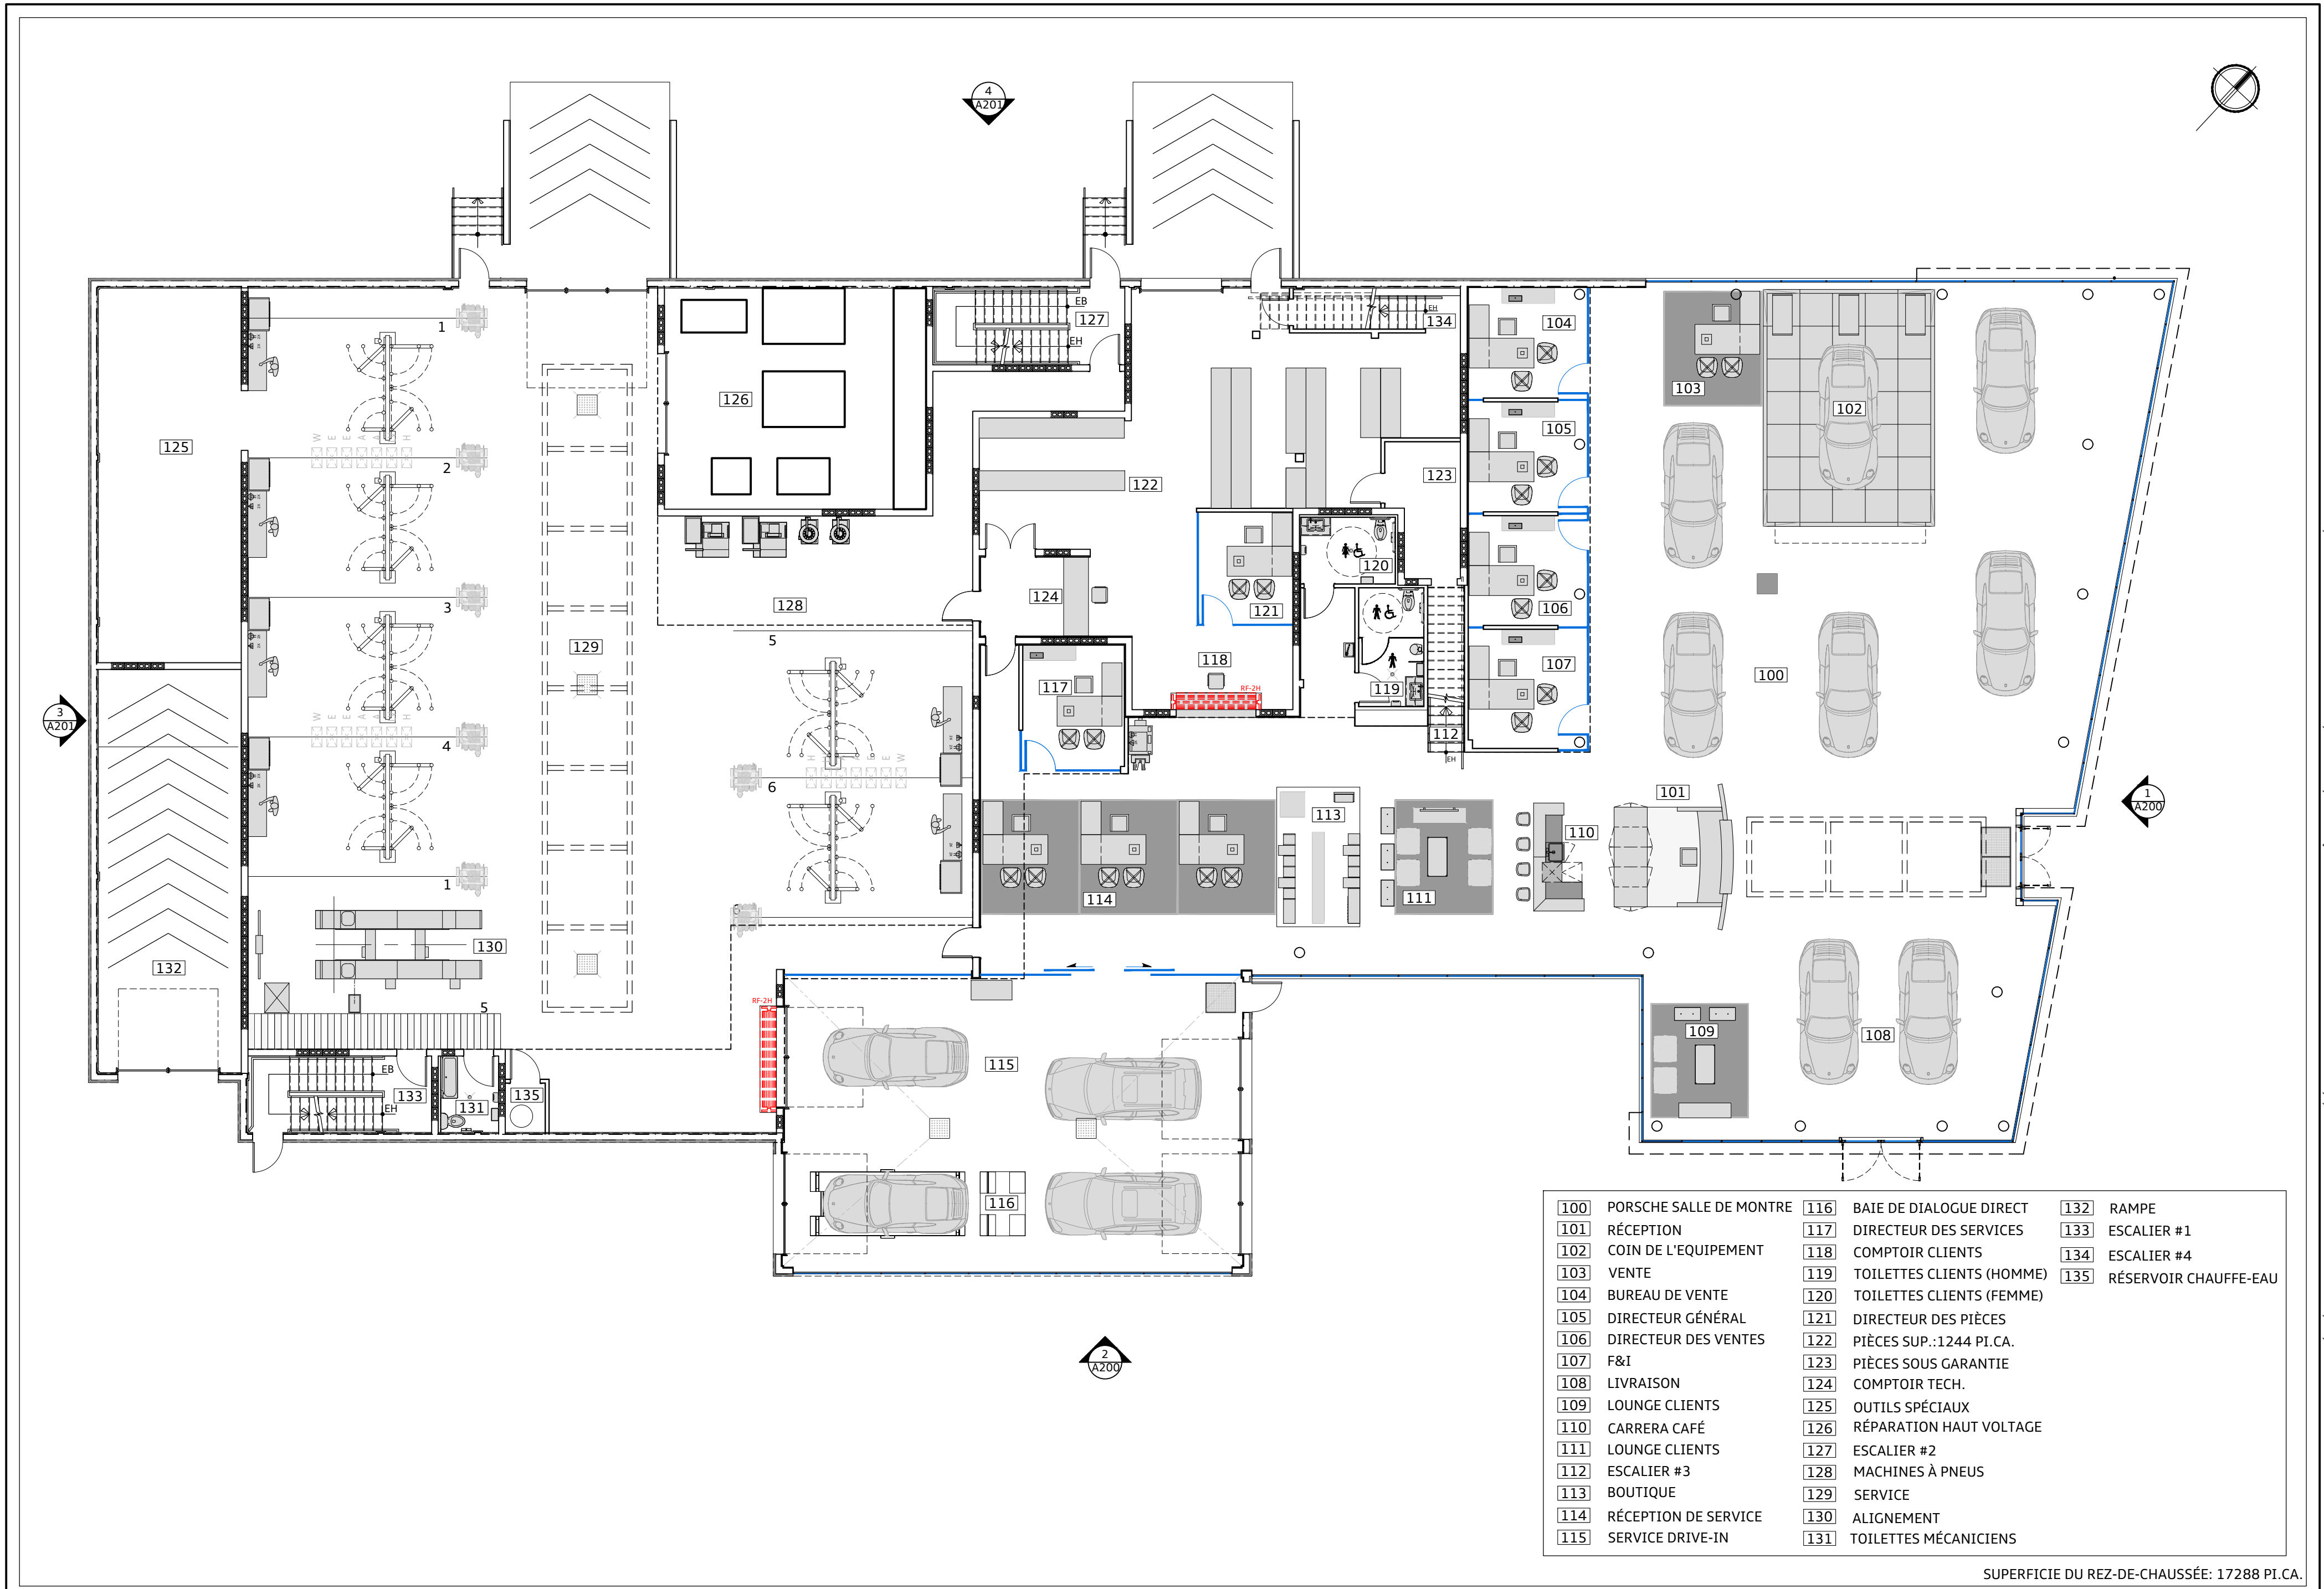 4
A201
1
EB
127
EH
EH
134
104
103
102
126
125
W E E A A H
2
105
122
123
3
128
124
120
121
106
5
129
118
107
117
RF-2H
119
100
3
A201
W E E A A H
4
112
EH
H A E W
6
101
1
A200
113
110
1
114
111
130
132
5
RF-2H
115
109
108
EB
133
EH
131
135
116
2
A200
100 PORSCHE SALLE DE MONTRE
101 RÉCEPTION
102 COIN DE L'EQUIPEMENT
103 VENTE
104 BUREAU DE VENTE
105 DIRECTEUR GÉNÉRAL
106 DIRECTEUR DES VENTES
107 F&I
108 LIVRAISON
109 LOUNGE CLIENTS
110 CARRERA CAFÉ
111 LOUNGE CLIENTS
112 ESCALIER #3
113 BOUTIQUE
114 RÉCEPTION DE SERVICE
115 SERVICE DRIVE-IN
116 BAIE DE DIALOGUE DIRECT
117 DIRECTEUR DES SERVICES
118 COMPTOIR CLIENTS
119 TOILETTES CLIENTS (HOMME)
120 TOILETTES CLIENTS (FEMME)
121 DIRECTEUR DES PIÈCES
122 PIÈCES SUP.:1244 PI.CA.
123 PIÈCES SOUS GARANTIE
124 COMPTOIR TECH.
125 OUTILS SPÉCIAUX
126 RÉPARATION HAUT VOLTAGE
127 ESCALIER #2
128 MACHINES À PNEUS
129 SERVICE
130 ALIGNEMENT
131 TOILETTES MÉCANICIENS
132 RAMPE
133 ESCALIER #1
134 ESCALIER #4
135 RÉSERVOIR CHAUFFE-EAU
SUPERFICIE DU REZ-DE-CHAUSSÉE: 17288 PI.CA.